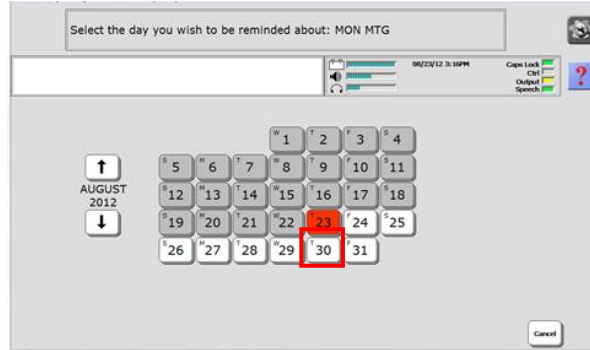 Select the day you wish to be reminded about: MON MTG
08/23/12 3:16PM
Caps Lock
Ctrl
Output
Speech
?
W 1 T 2 F 3 S 4
S 5 M 6 T 7 W 8 T 9 F 10 S 11
AUGUST
2012
S 12 M 13 T 14 W 15 T 16 F 17 S 18
S 19 M 20 T 21 W 22 T 23 F 24 S 25
S 26 M 27 T 28 W 29 T 30 F 31
Cancel